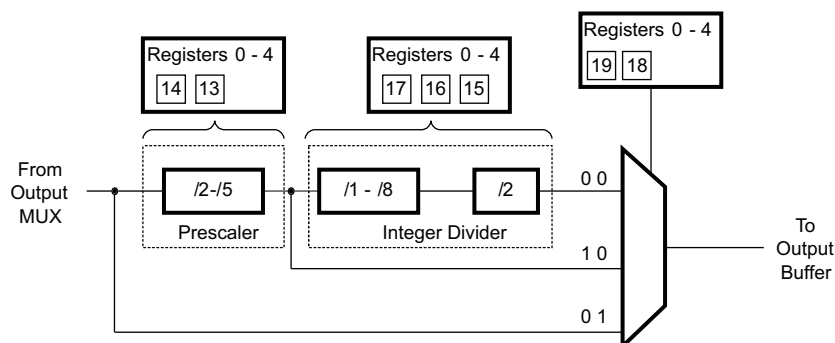 Registers 0 - 4
14 13
Registers 0 - 4
17 16 15
Registers 0 - 4
19 18
From
Output
MUX
/2-/5
Prescaler
/1 - /8
/2
Integer Divider
0 0
1 0
0 1
To
Output
Buffer